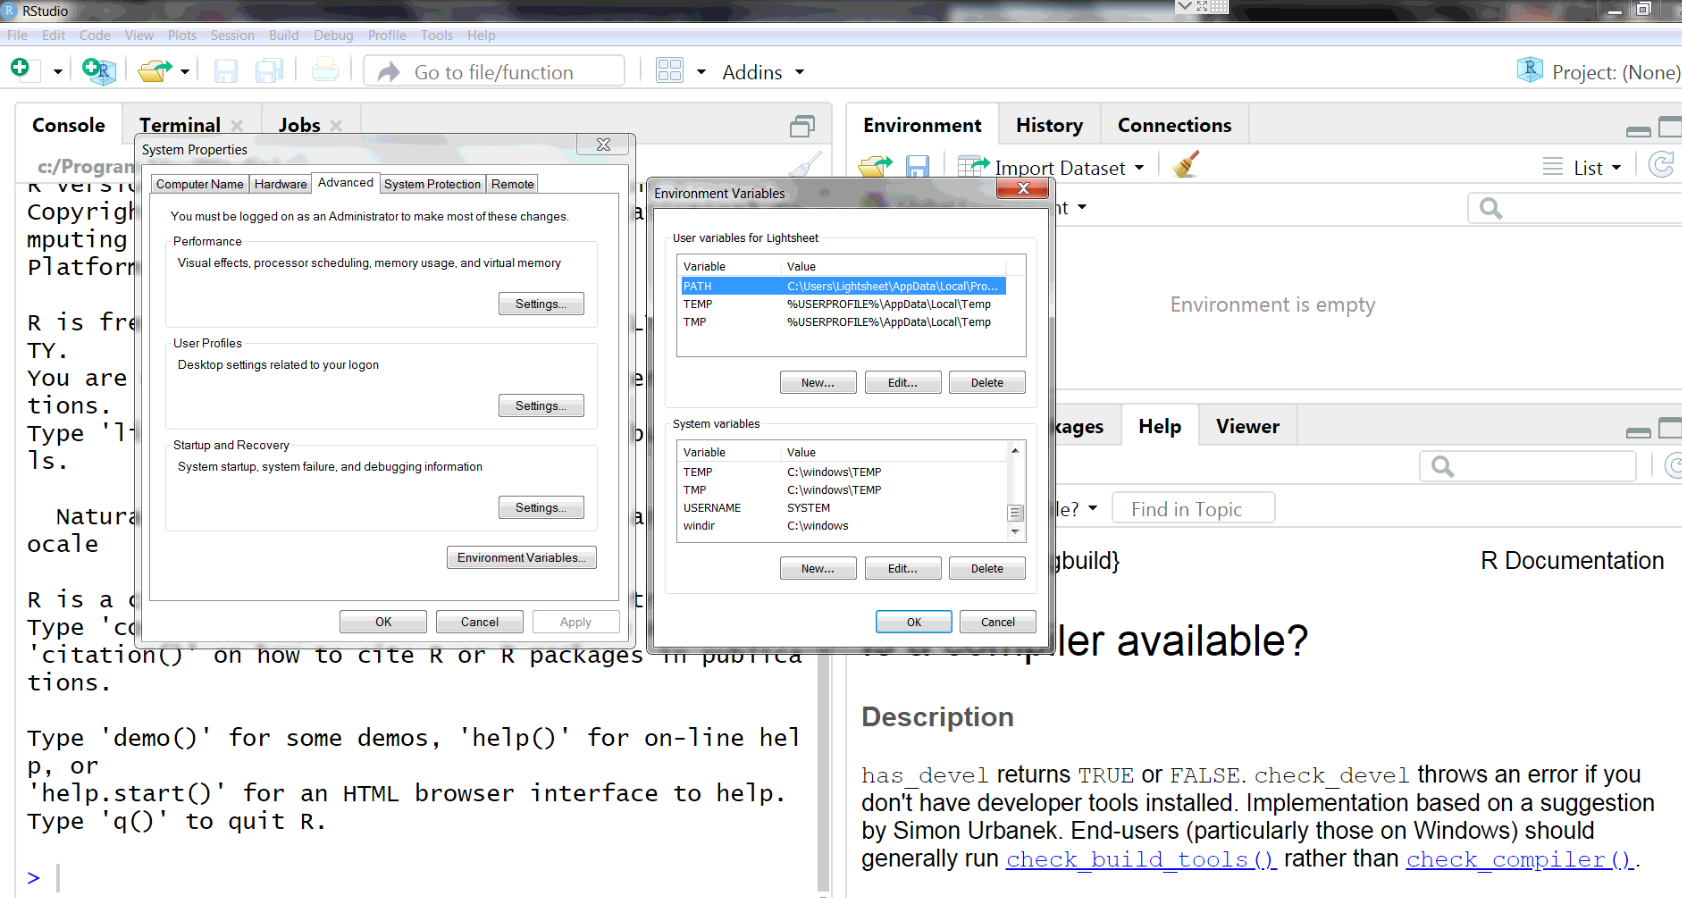 RStudio
File Edit Code View Plots Session Build Debug Profile Tools Help
Go to file/function
Addins
Project: (None)
Console Terminal Jobs
c:/Program
R
Copyrigh
mputing
Platform
R is fre
TY.
You are
tions.
Type 'l
ls.
Natura
ocale
R is a
Type 'co
'citation()' on how to cite R or R packages in publica
tions.
Type 'demo()' for some demos, 'help()' for on-line hel
p, or
'help.start()' for an HTML browser interface to help.
Type 'q()' to quit R.
>
System Properties
Computer Name Hardware Advanced System Protection Remote
You must be logged on as an Administrator to make most of these changes.
Performance
Visual effects, processor scheduling, memory usage, and virtual memory
Settings...
User Profiles
Desktop settings related to your logon
Settings...
Startup and Recovery
System startup, system failure, and debugging information
Settings...
Environment Variables...
OK Cancel Apply
Environment Variables
User variables for Lightsheet
Variable Value
PATH C:\Users\Lightsheet\AppData\Local\Pro...
TEMP %USERPROFILE%\AppData\Local\Temp
TMP %USERPROFILE%\AppData\Local\Temp
New... Edit... Delete
System variables
Variable Value
TEMP C:\windows\TEMP
TMP C:\windows\TEMP
USERNAME SYSTEM
windir C:\windows
New... Edit... Delete
OK Cancel
Environment History Connections
Import Dataset
List
nt
Environment is empty
kages Help Viewer
le? Find in Topic
gbuild} R Documentation
compiler available?
Description
has_devel returns TRUE or FALSE. check_devel throws an error if you
don't have developer tools installed. Implementation based on a suggestion
by Simon Urbanek. End-users (particularly those on Windows) should
generally run check_build_tools() rather than check_compiler().